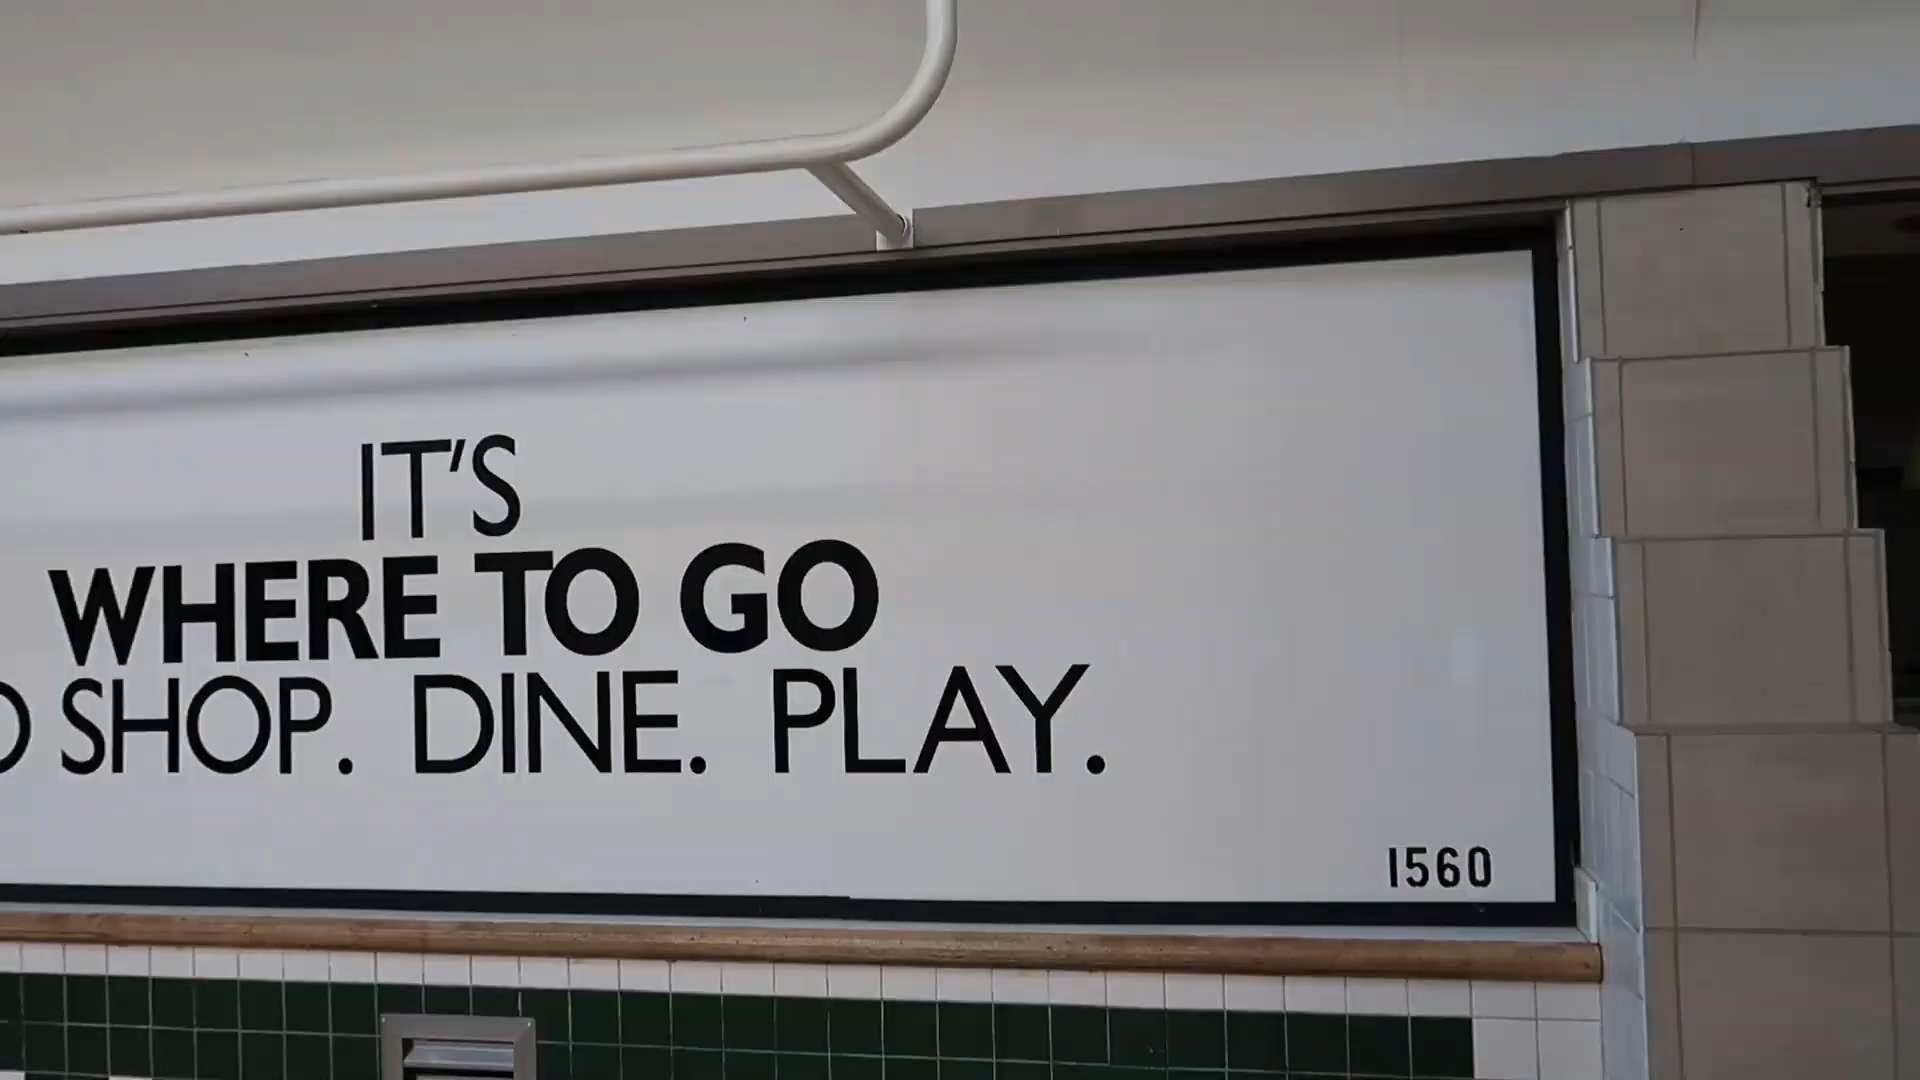 IT'S
WHERE TO GO
SHOP. DINE. PLAY.
1560